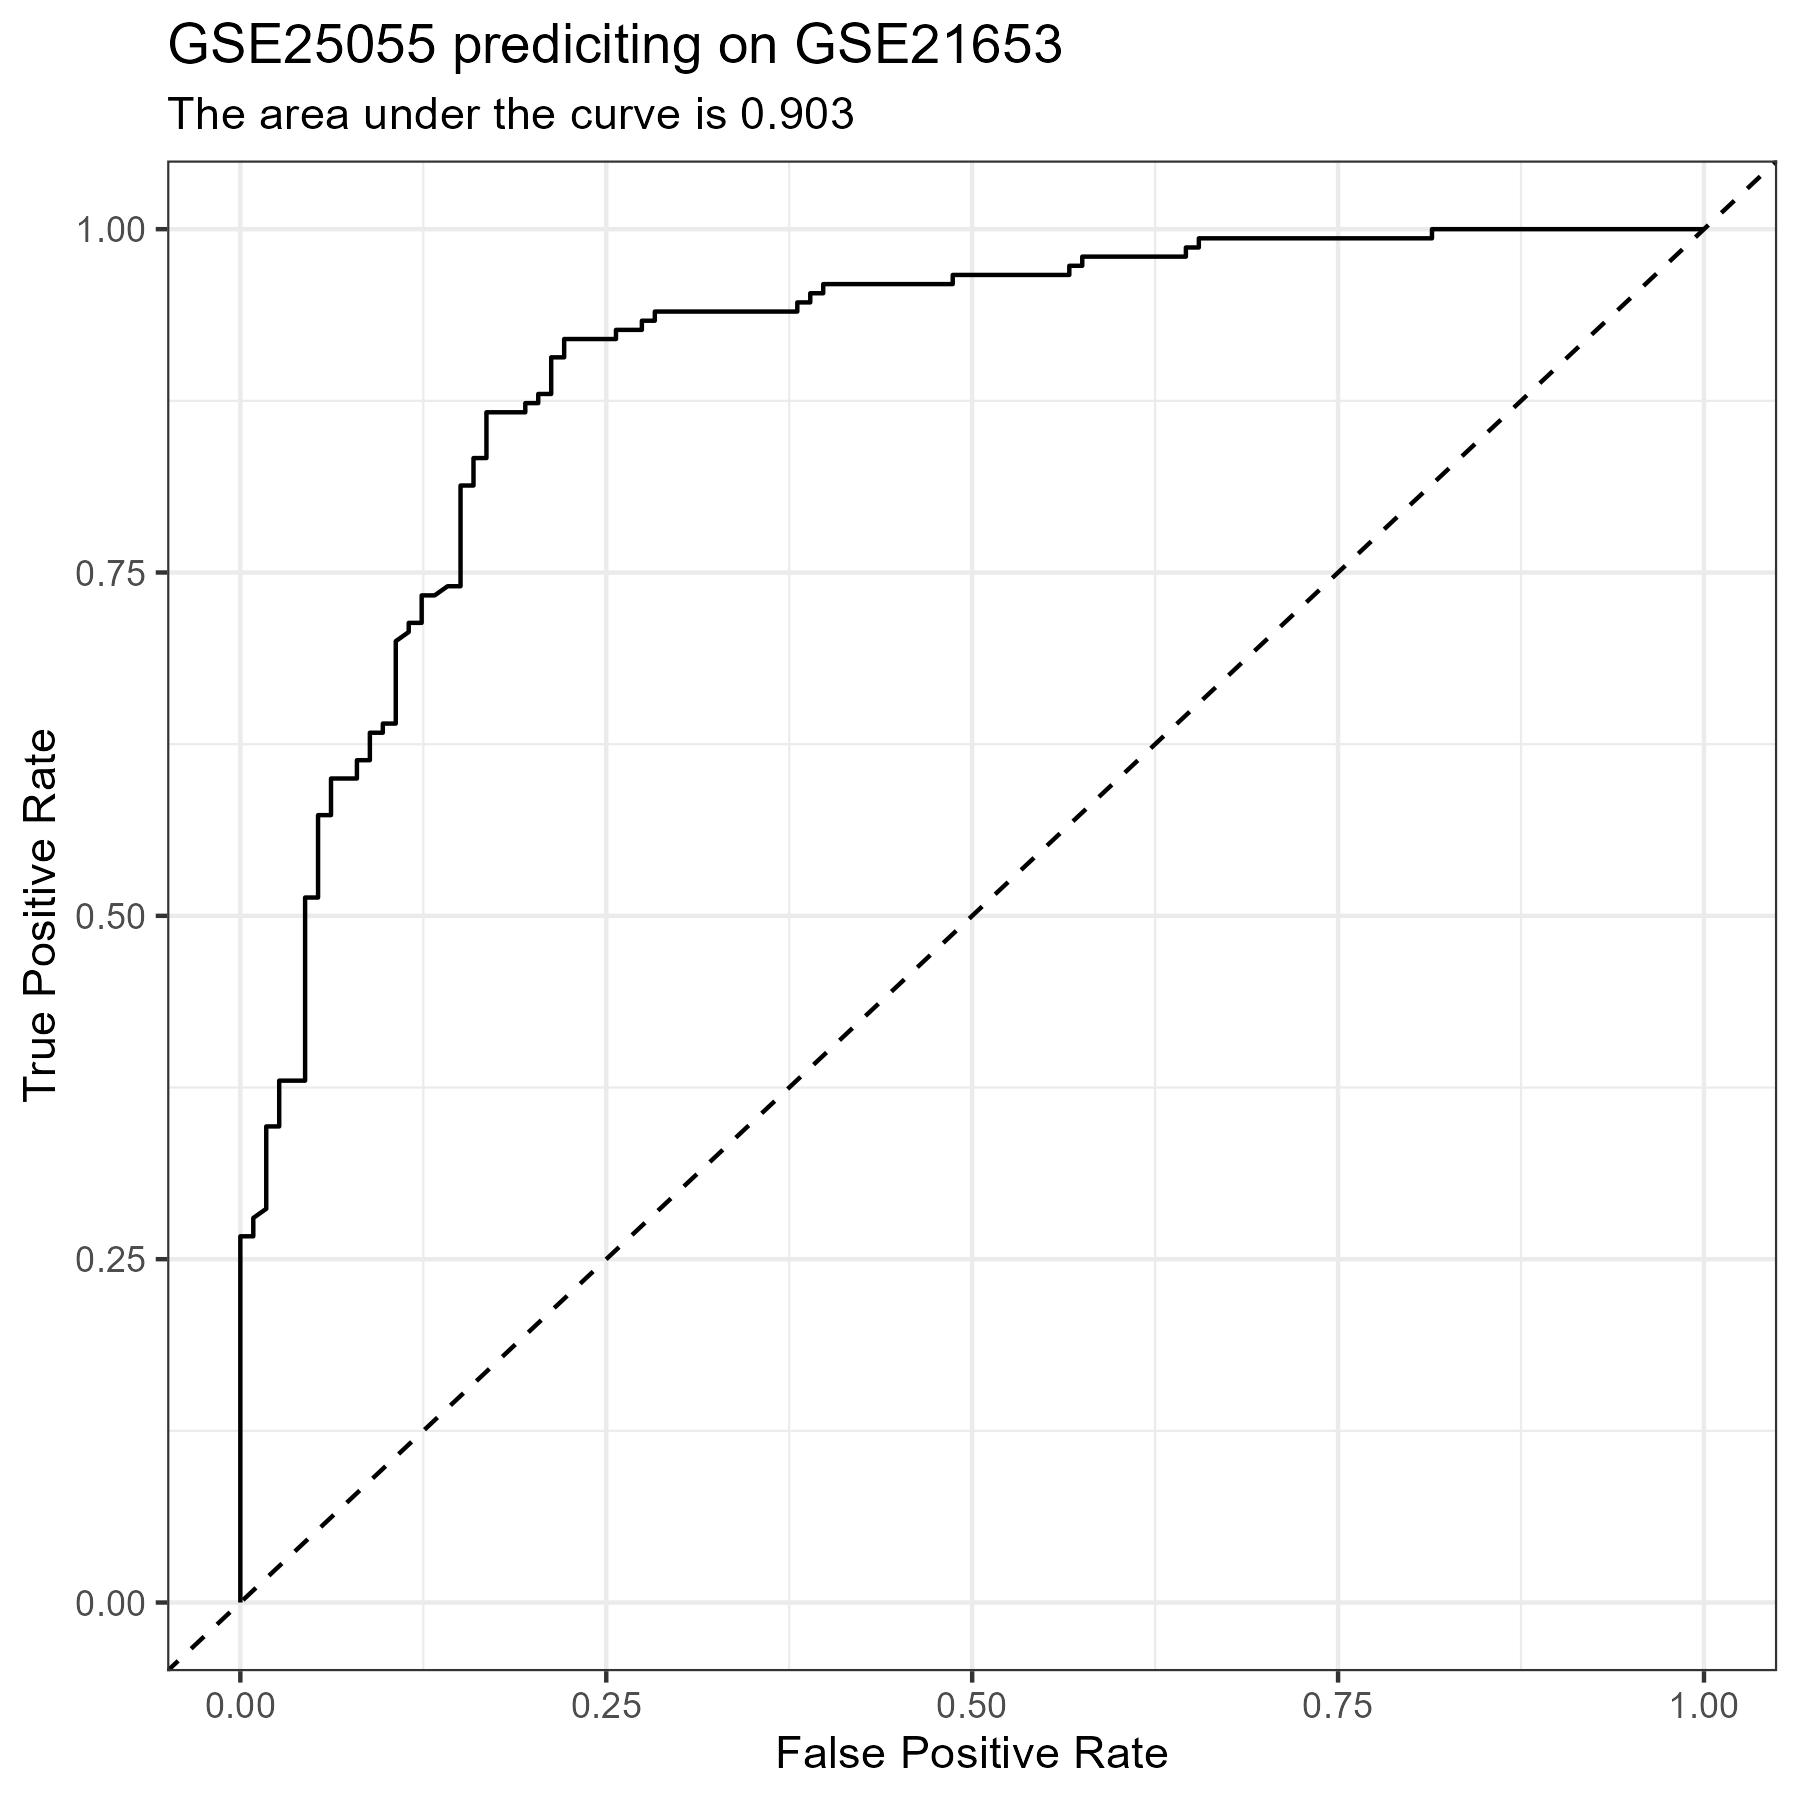 GSE25055 prediciting on GSE21653
The area under the curve is 0.903
1.00
0.75
0.50
0.25
0.00
True Positive Rate
0.00 0.25 0.50 0.75 1.00
False Positive Rate